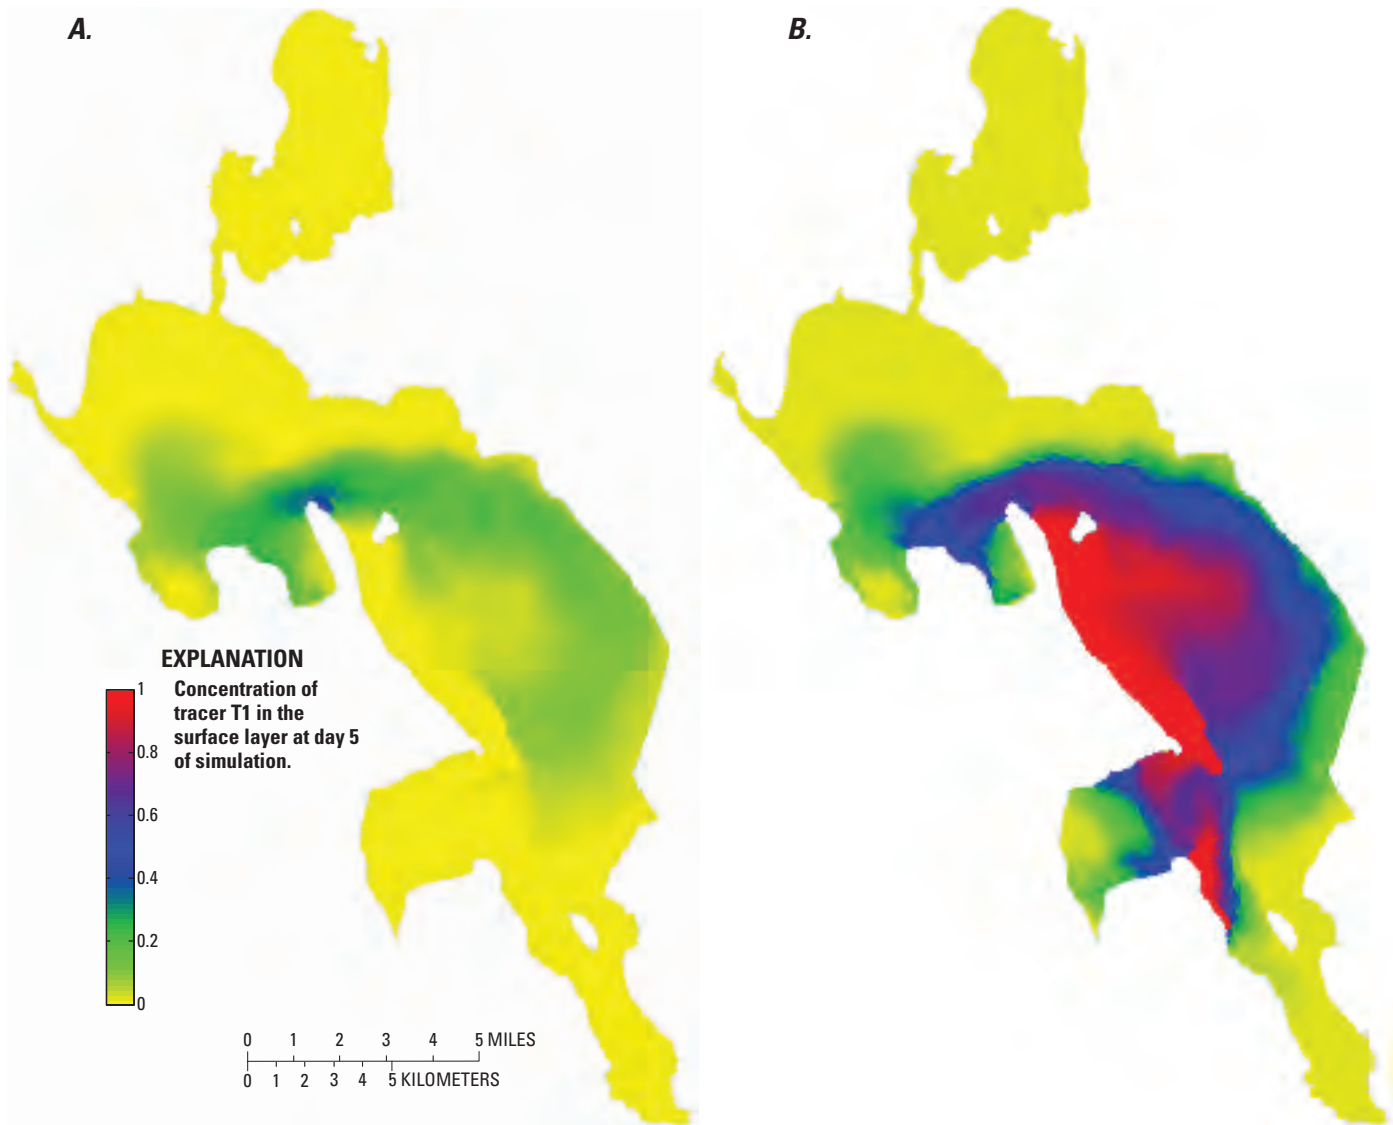 A.
B.
EXPLANATION
Concentration of
tracer T1 in the
surface layer at day 5
of simulation.
1
0.8
0.6
0.4
0.2
0
0 1 2 3 4 5 MILES
0 1 2 3 4 5 KILOMETERS